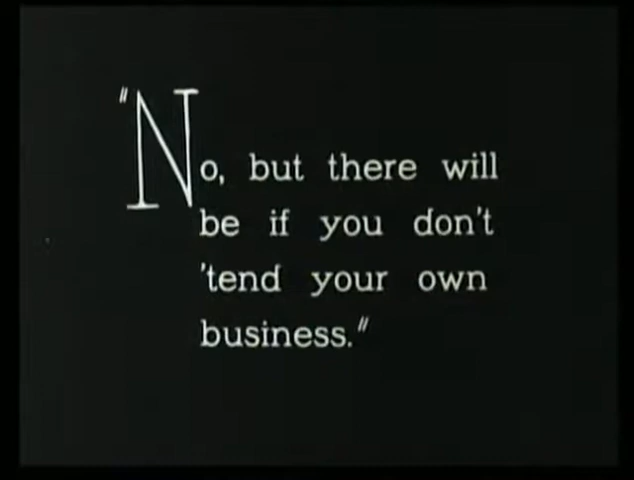 "No, but there will
be if you don't
'tend your own
business."